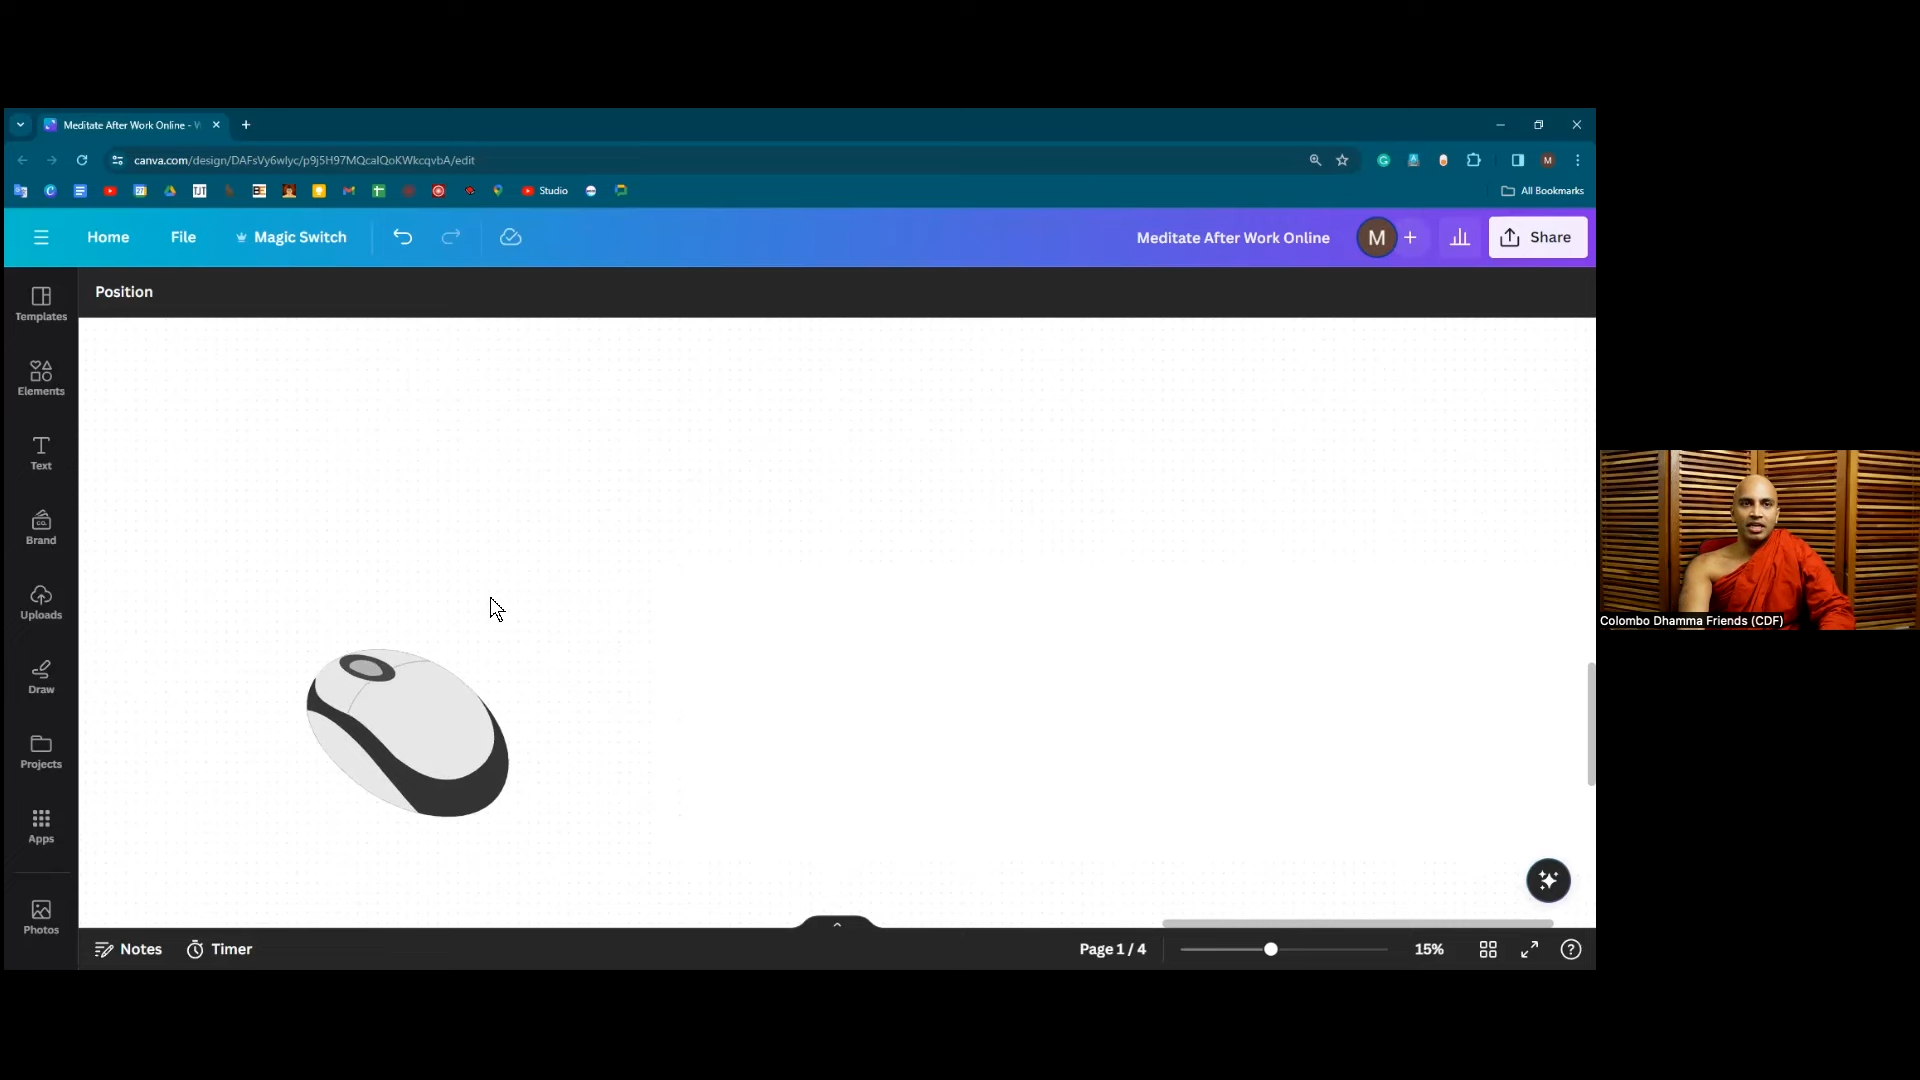 Meditate After Work Online - W
canva.com/design/DAFsVy6wlyc/p9j5H97MQcaIQoKWkcqvbA/edit
Studio
All Bookmarks
Home
File
Magic Switch
Meditate After Work Online
M
Share
Position
Templates
Elements
Text
Brand
Uploads
Draw
Projects
Apps
Photos
Colombo Dhamma Friends (CDF)
Notes
Timer
Page 1 / 4
15%